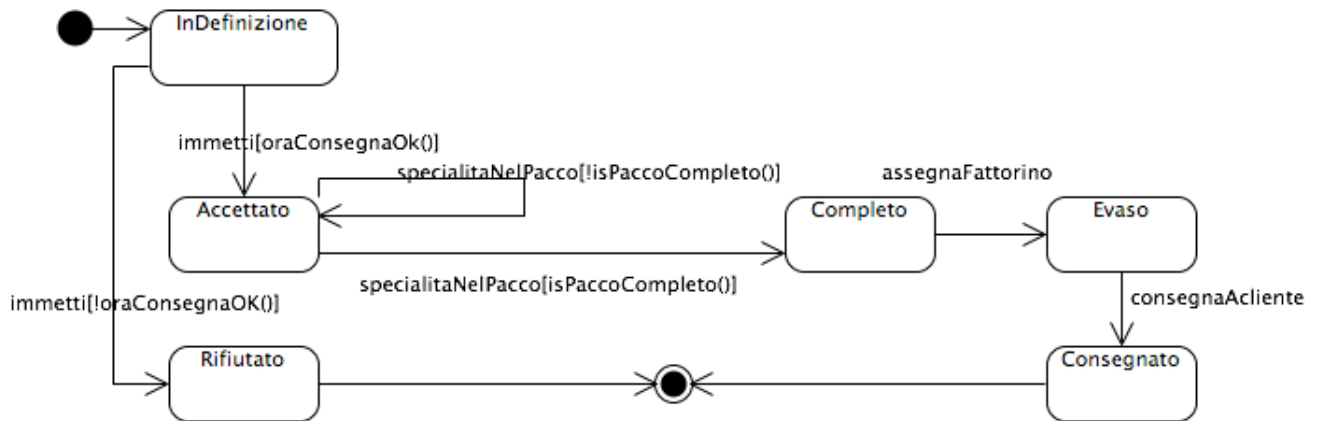 InDefinizione
immetti[oraConsegnaOk()]
specialitaNelPacco[!isPaccoCompleto()]
assegnaFattorino
Accettato
Completo
Evaso
specialitaNelPacco[isPaccoCompleto()]
immetti[!oraConsegnaOK()]
consegnaAcliente
Rifiutato
Consegnato